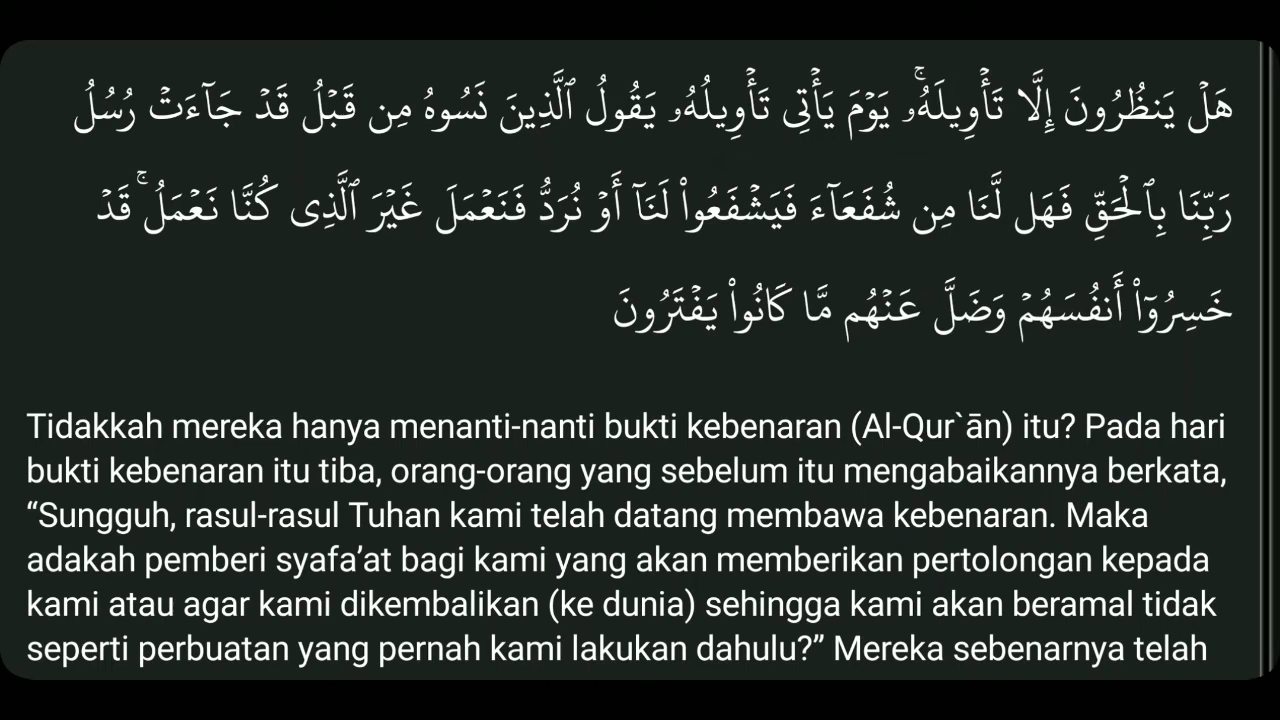 هَلْ يَنظُرُونَ إِلَّا تَأْوِيلَهُۥۚ يَوْمَ يَأْتِى تَأْوِيلُهُۥ يَقُولُ ٱلَّذِينَ نَسُوهُ مِن قَبْلُ قَدْ جَآءَتْ رُسُلُ
رَبِّنَا بِٱلْحَقِّ فَهَل لَّنَا مِن شُفَعَآءَ فَيَشْفَعُوا۟ لَنَآ أَوْ نُرَدُّ فَنَعْمَلَ غَيْرَ ٱلَّذِى كُنَّا نَعْمَلُۚ قَدْ
خَسِرُوٓا۟ أَنفُسَهُمْ وَضَلَّ عَنْهُم مَّا كَانُوا۟ يَفْتَرُونَ
Tidakkah mereka hanya menanti-nanti bukti kebenaran (Al-Qur`ān) itu? Pada hari
bukti kebenaran itu tiba, orang-orang yang sebelum itu mengabaikannya berkata,
“Sungguh, rasul-rasul Tuhan kami telah datang membawa kebenaran. Maka
adakah pemberi syafa’at bagi kami yang akan memberikan pertolongan kepada
kami atau agar kami dikembalikan (ke dunia) sehingga kami akan beramal tidak
seperti perbuatan yang pernah kami lakukan dahulu?” Mereka sebenarnya telah